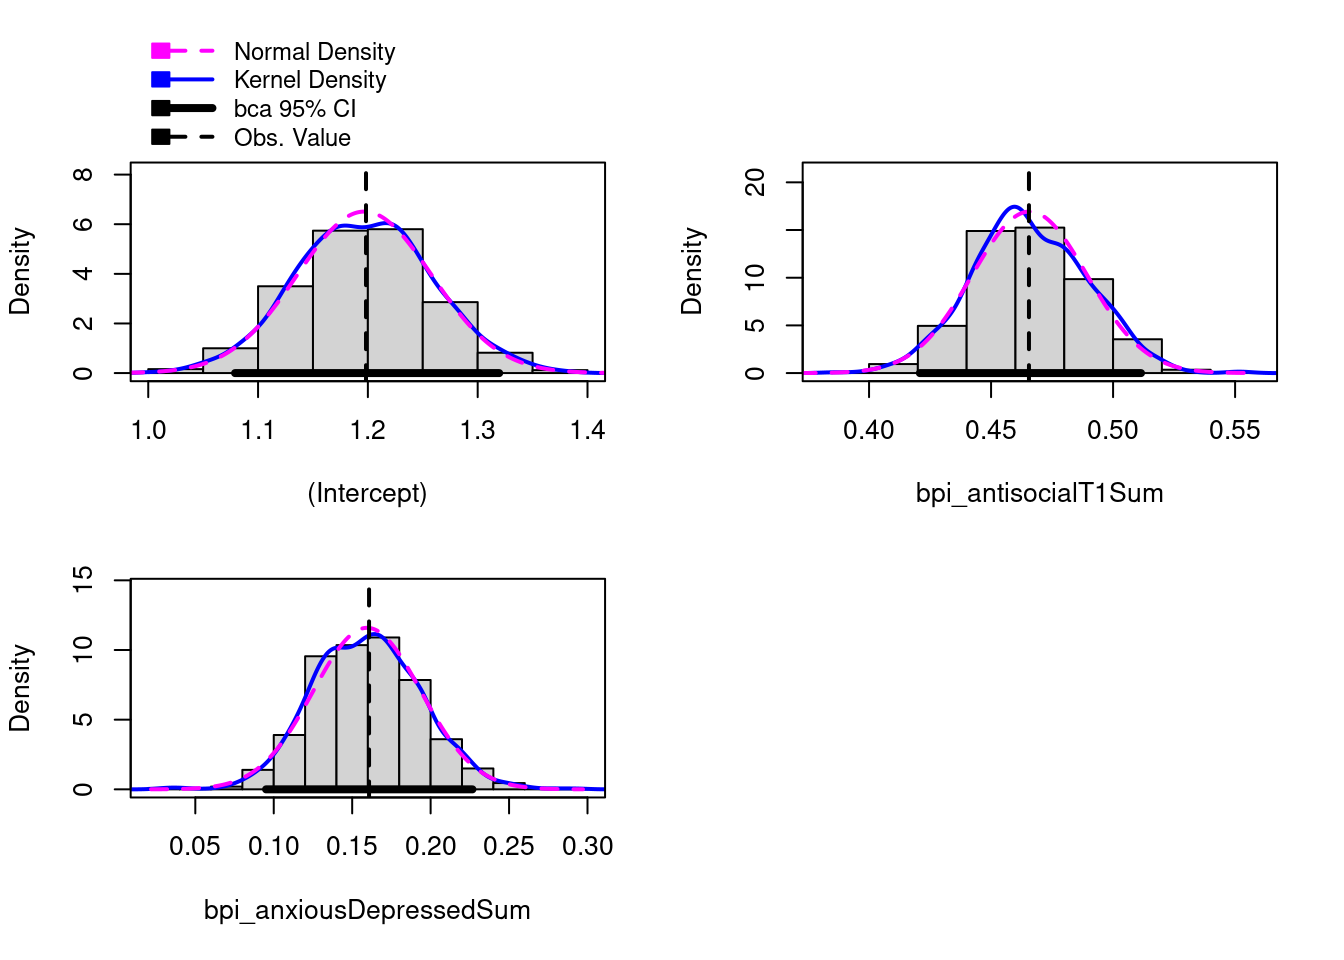 Normal Density
Kernel Density
bca 95% CI
Obs. Value
Density
0 2 4 6 8
1.0 1.1 1.2 1.3 1.4
(Intercept)
Density
0 5 10 20
0.40 0.45 0.50 0.55
bpi_antisocialT1Sum
Density
0 5 10 15
0.05 0.10 0.15 0.20 0.25 0.30
bpi_anxiousDepressedSum